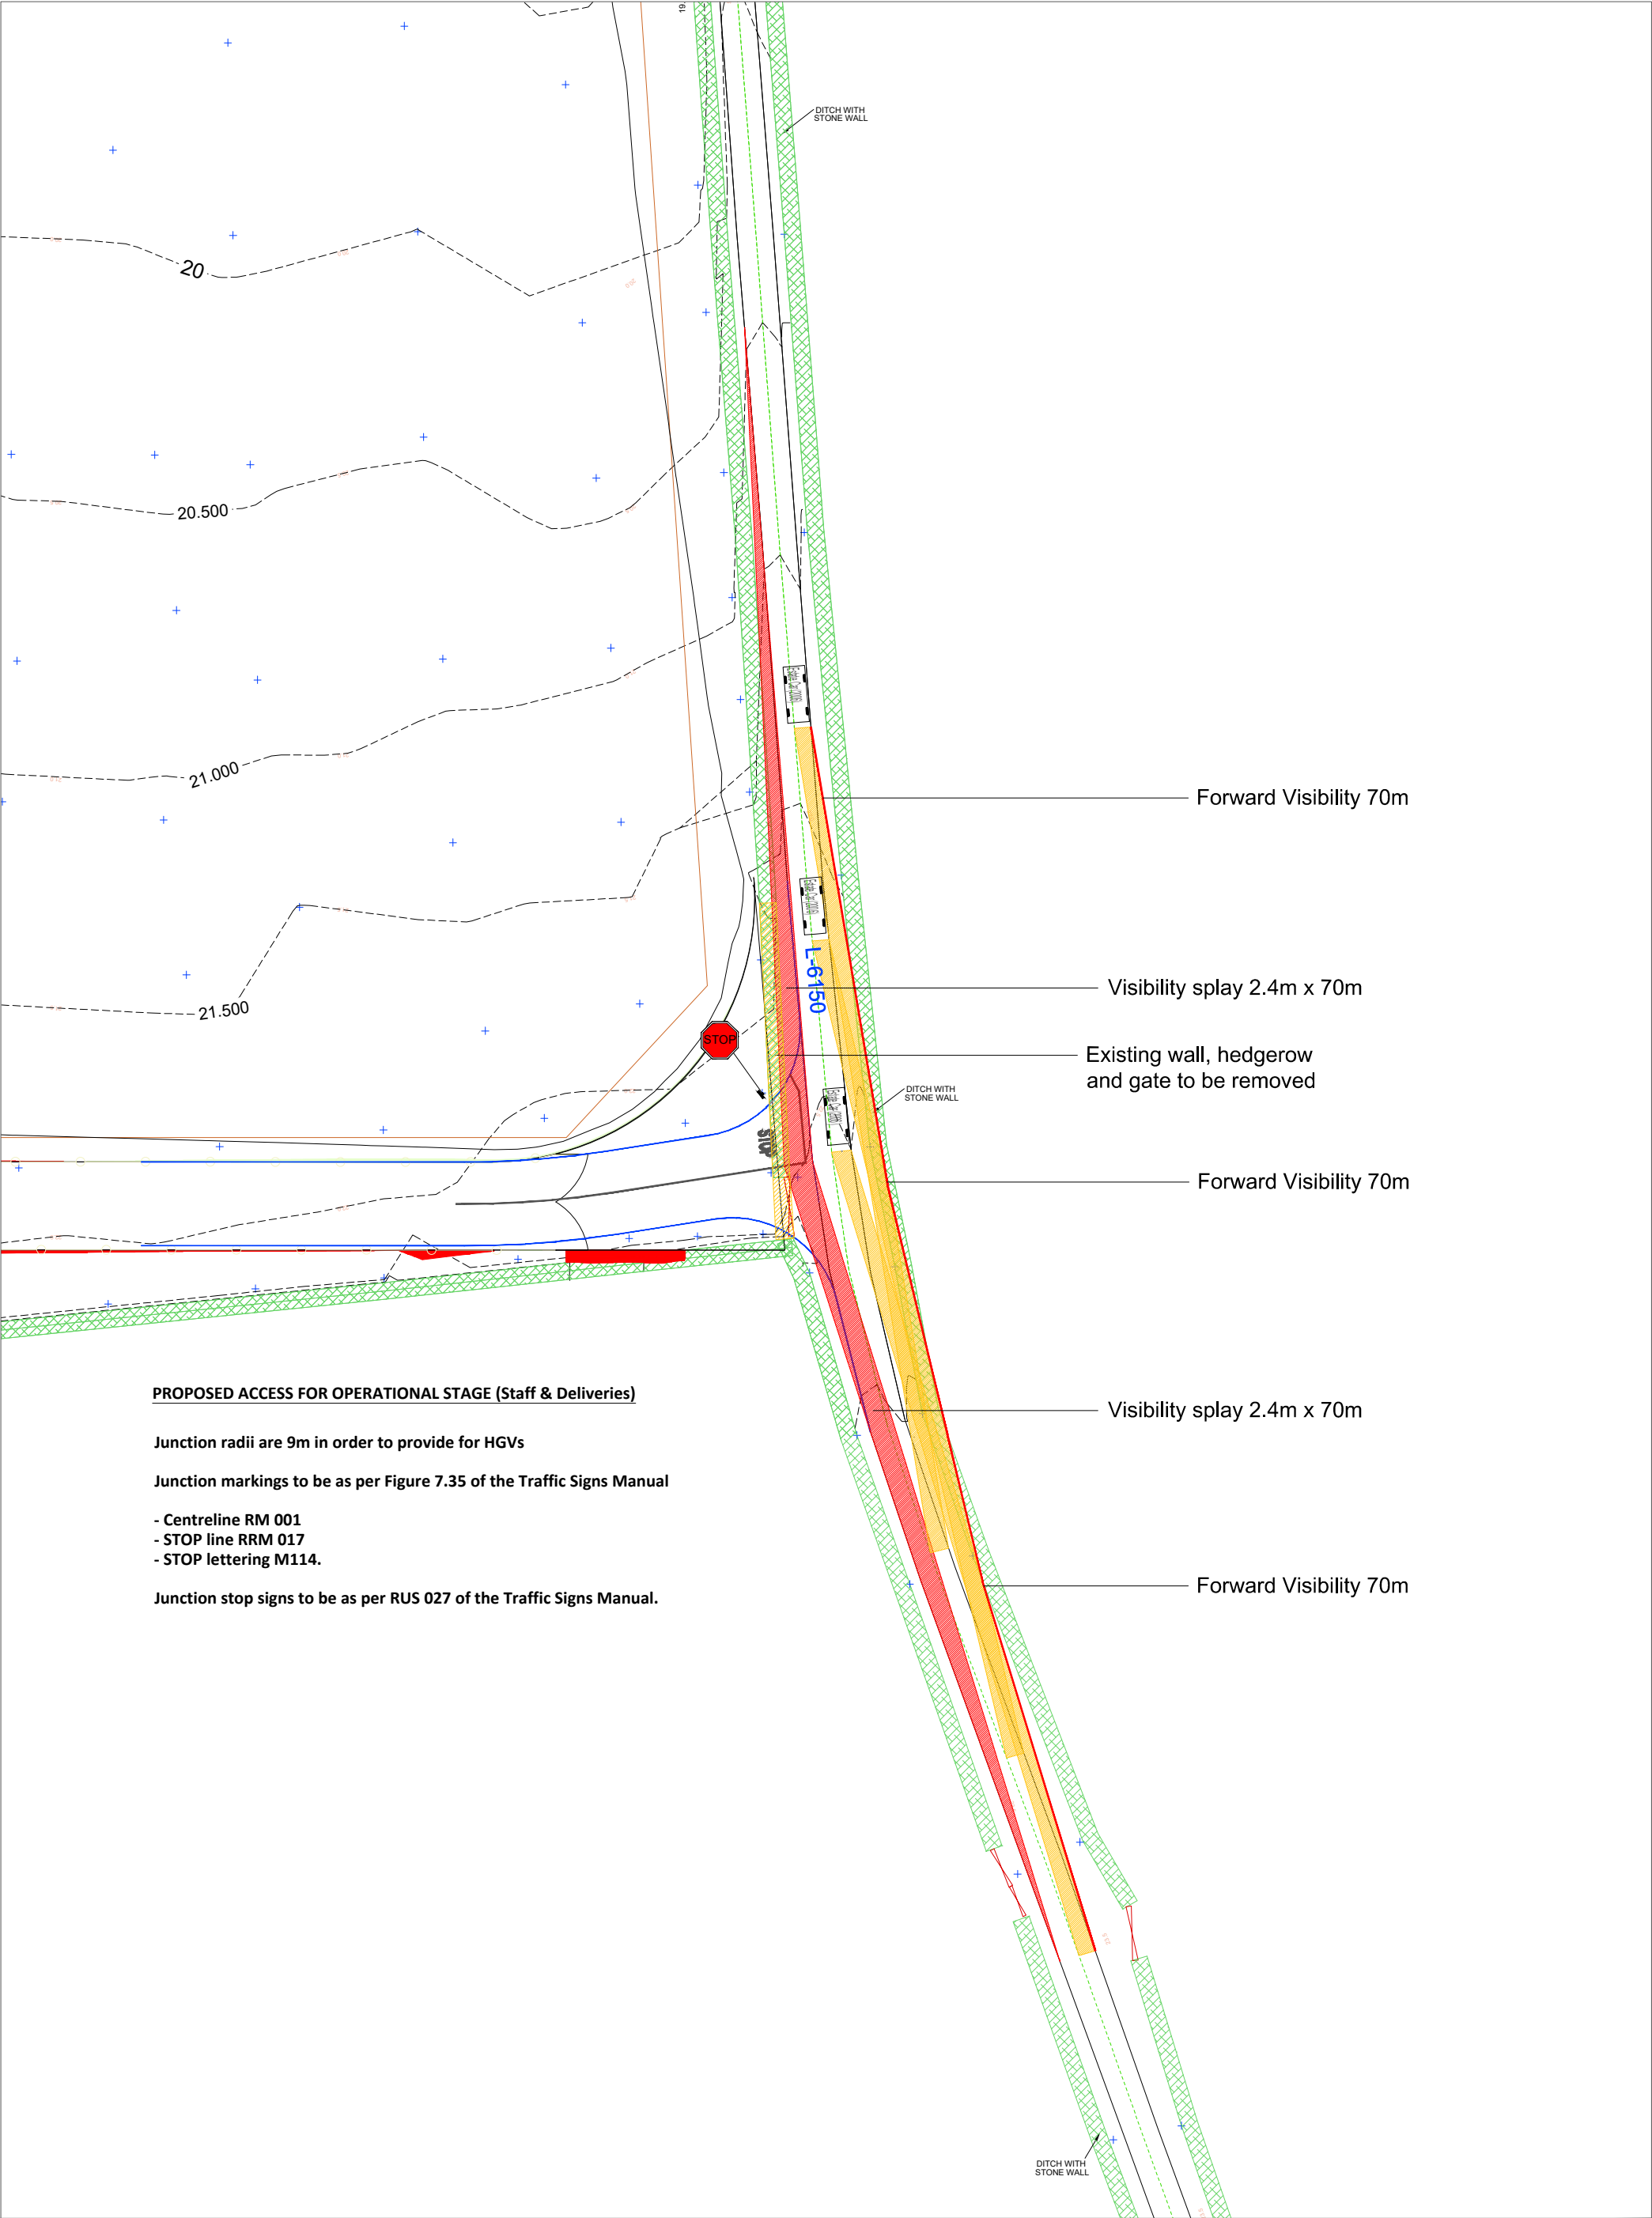 19.
DITCH WITH
STONE WALL
20
20.500
21.000
Forward Visibility 70m
L-6150
Visibility splay 2.4m x 70m
21.500
STOP
Existing wall, hedgerow
and gate to be removed
DITCH WITH
STONE WALL
STOP
Forward Visibility 70m
PROPOSED ACCESS FOR OPERATIONAL STAGE (Staff & Deliveries)
Visibility splay 2.4m x 70m
Junction radii are 9m in order to provide for HGVs
Junction markings to be as per Figure 7.35 of the Traffic Signs Manual
- Centreline RM 001
- STOP line RRM 017
- STOP lettering M114.
Forward Visibility 70m
Junction stop signs to be as per RUS 027 of the Traffic Signs Manual.
23.5
DITCH WITH
STONE WALL